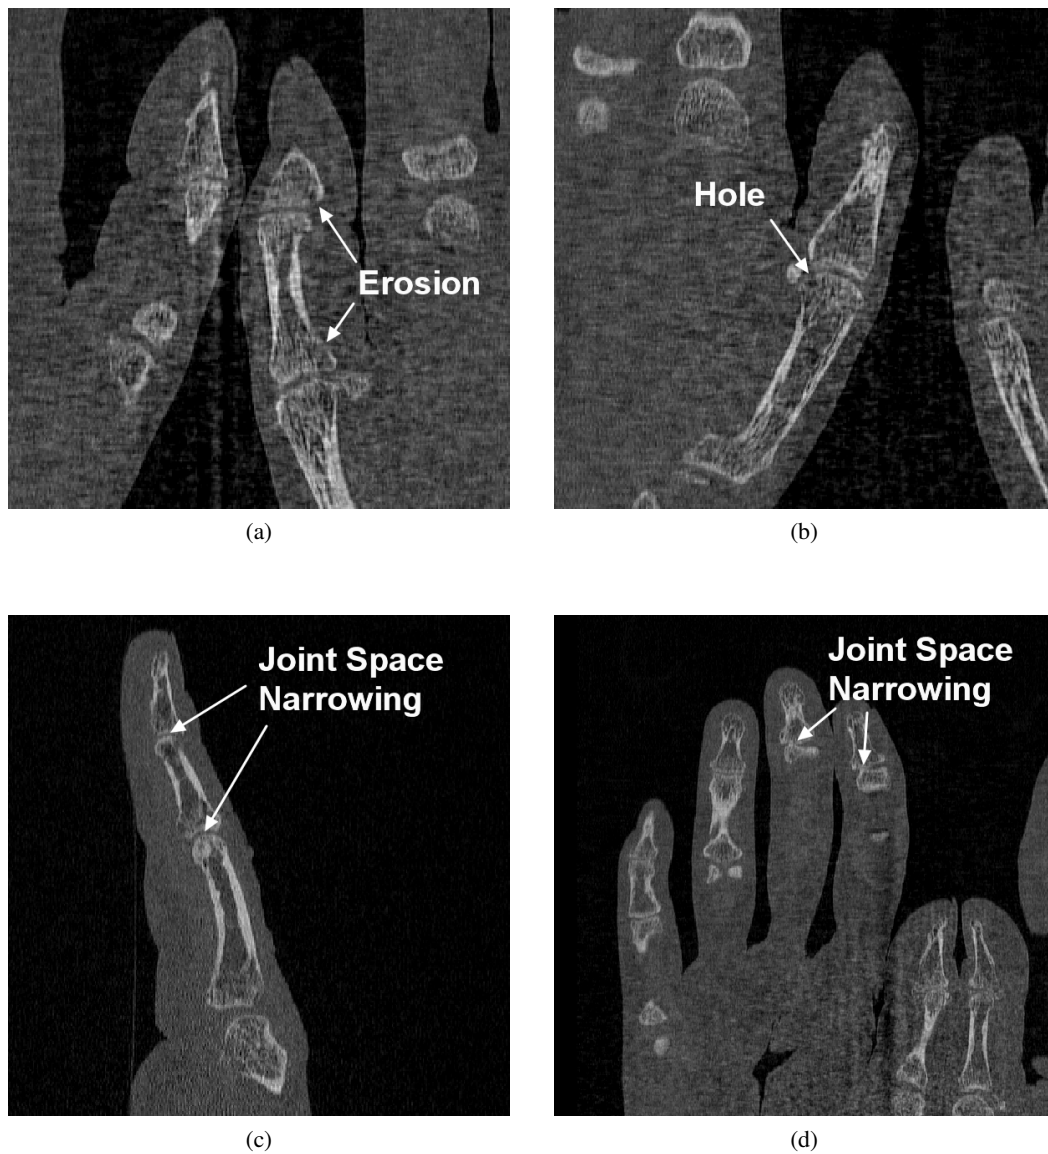 Erosion
(a)
Hole
(b)
Joint Space
Narrowing
(c)
Joint Space
Narrowing
(d)